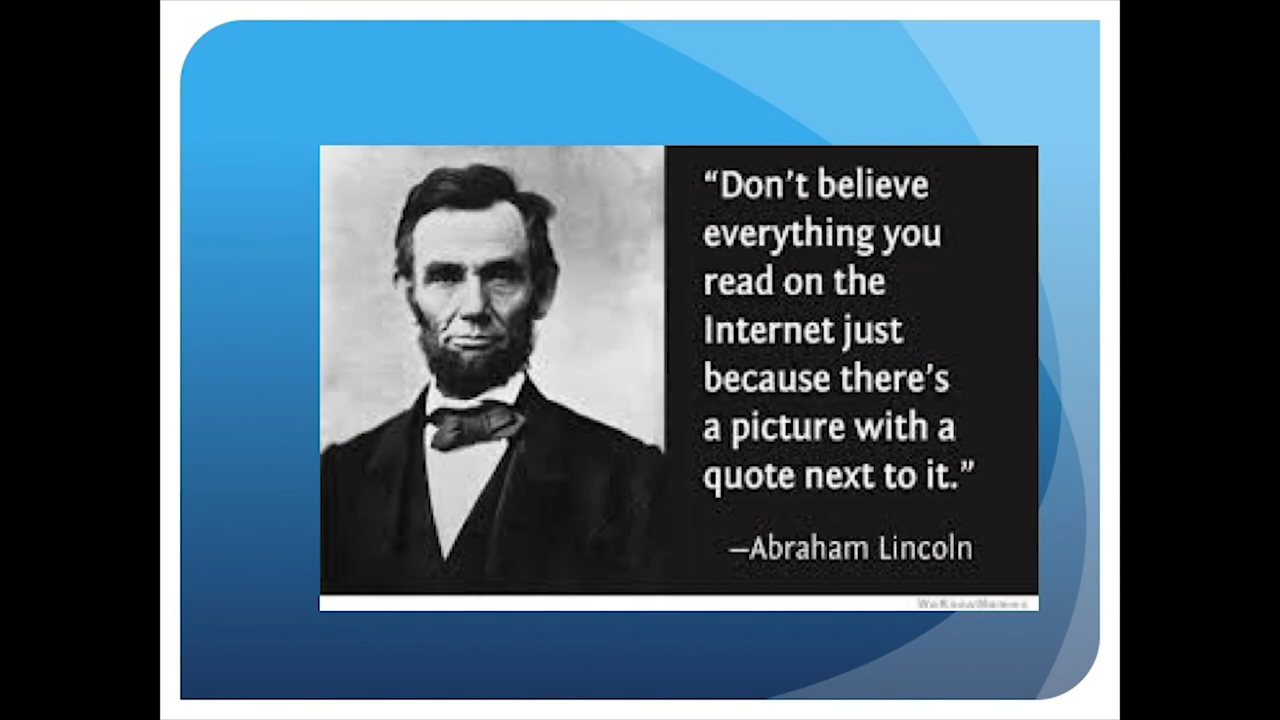 “Don’t believe
everything you
read on the
Internet just
because there’s
a picture with a
quote next to it.”
—Abraham Lincoln
WeKnowMemes